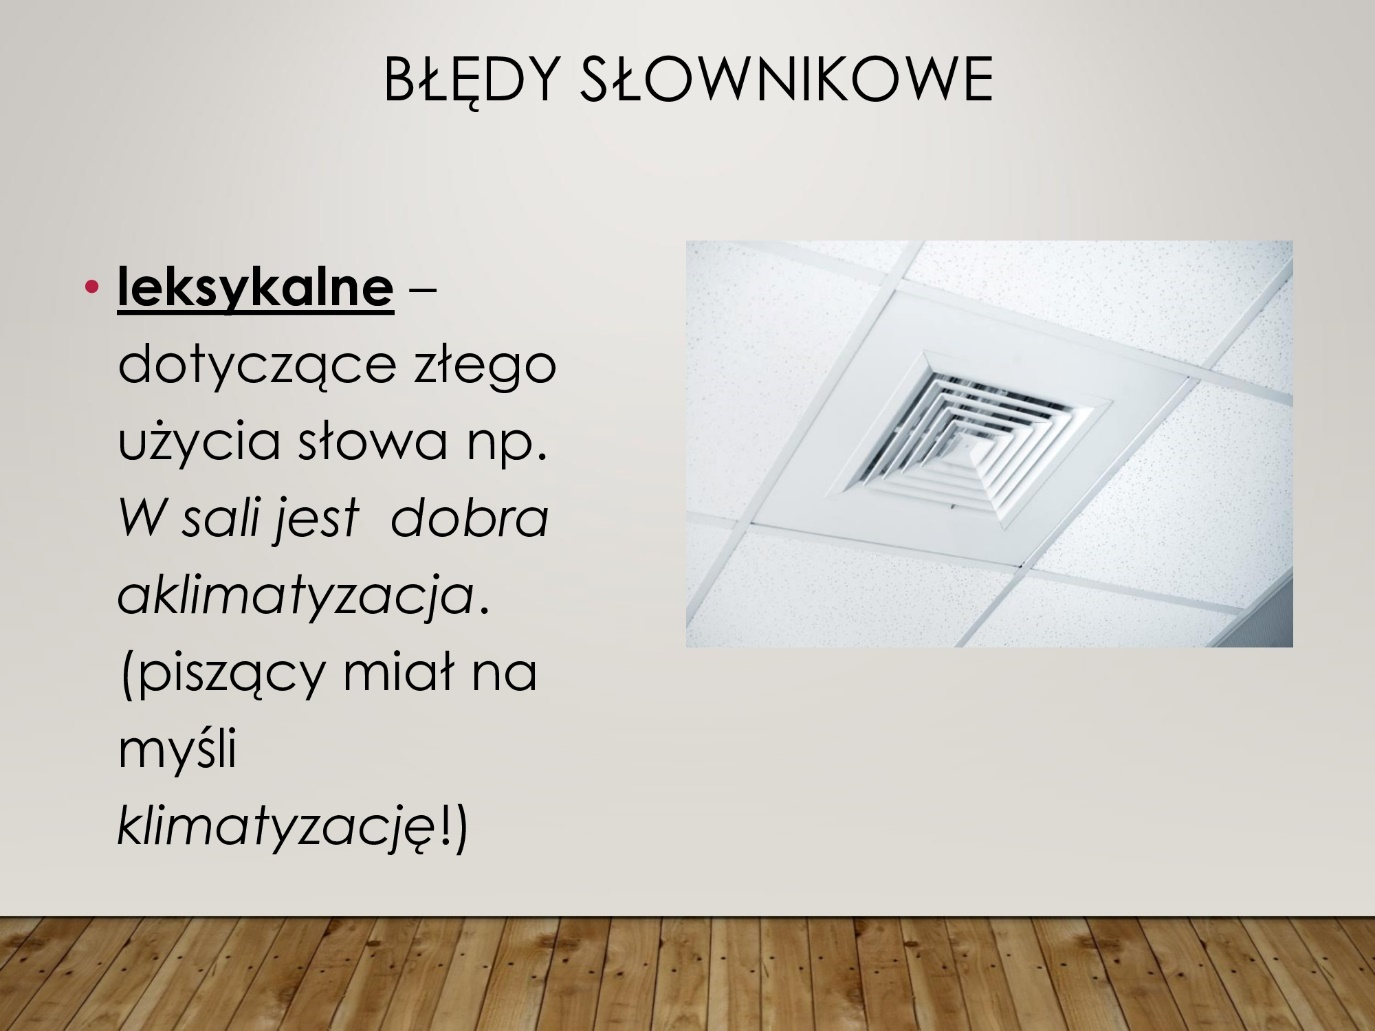 BŁĘDY SŁOWNIKOWE
• leksykalne –
dotyczące złego
użycia słowa np.
W sali jest dobra
aklimatyzacja.
(piszący miał na
myśli
klimatyzację!)